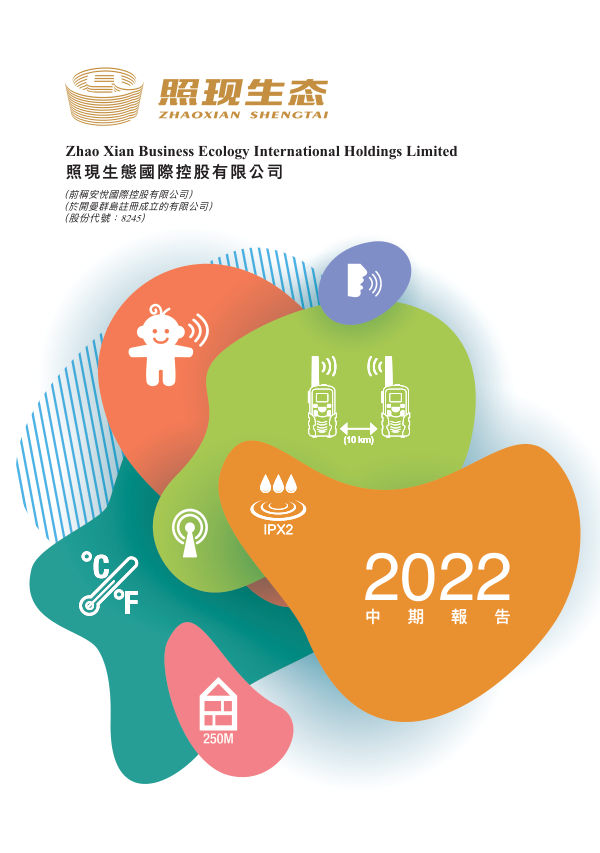 照现生态
ZHAOXIAN SHENGTAI
Zhao Xian Business Ecology International Holdings Limited
照現生態國際控股有限公司
(前稱安悅國際控股有限公司)
(於開曼群島註冊成立的有限公司)
(股份代號：8245)
(10 km)
IPX2
°C
°F
2022
中期報告
250M